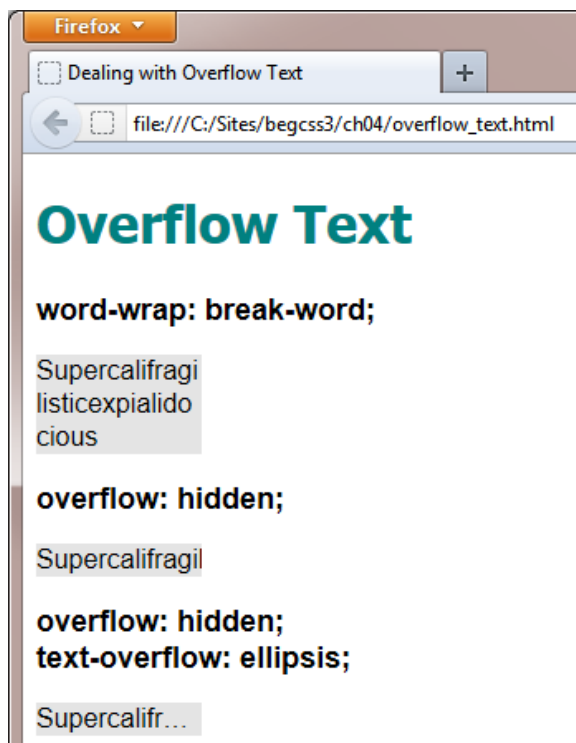 Firefox
Dealing with Overflow Text
file:///C:/Sites/begcss3/ch04/overflow_text.html
Overflow Text
word-wrap: break-word;
Supercalifragi
listicexpialido
cious
overflow: hidden;
Supercalifragil
overflow: hidden;
text-overflow: ellipsis;
Supercalifr…